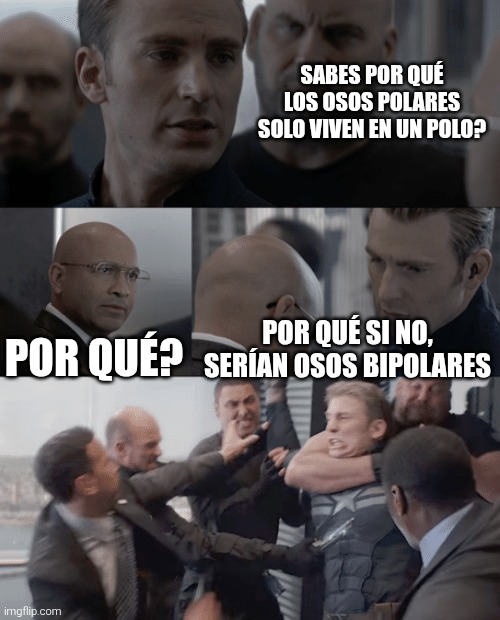 SABES POR QUÉ
LOS OSOS POLARES
SOLO VIVEN EN UN POLO?
POR QUÉ?
POR QUÉ SI NO,
SERÍAN OSOS BIPOLARES
imgflip.com